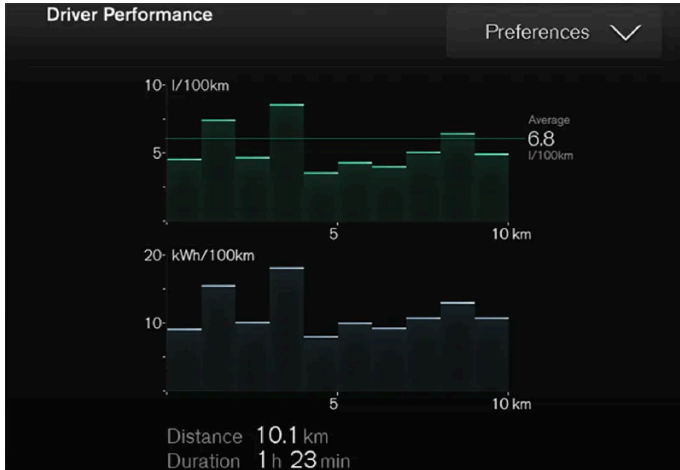 Driver Performance
Preferences
10 l/100km
Average
6.8
l/100km
5
5 10 km
20 kWh/100km
10
5 10 km
Distance 10.1 km
Duration 1 h 23 min